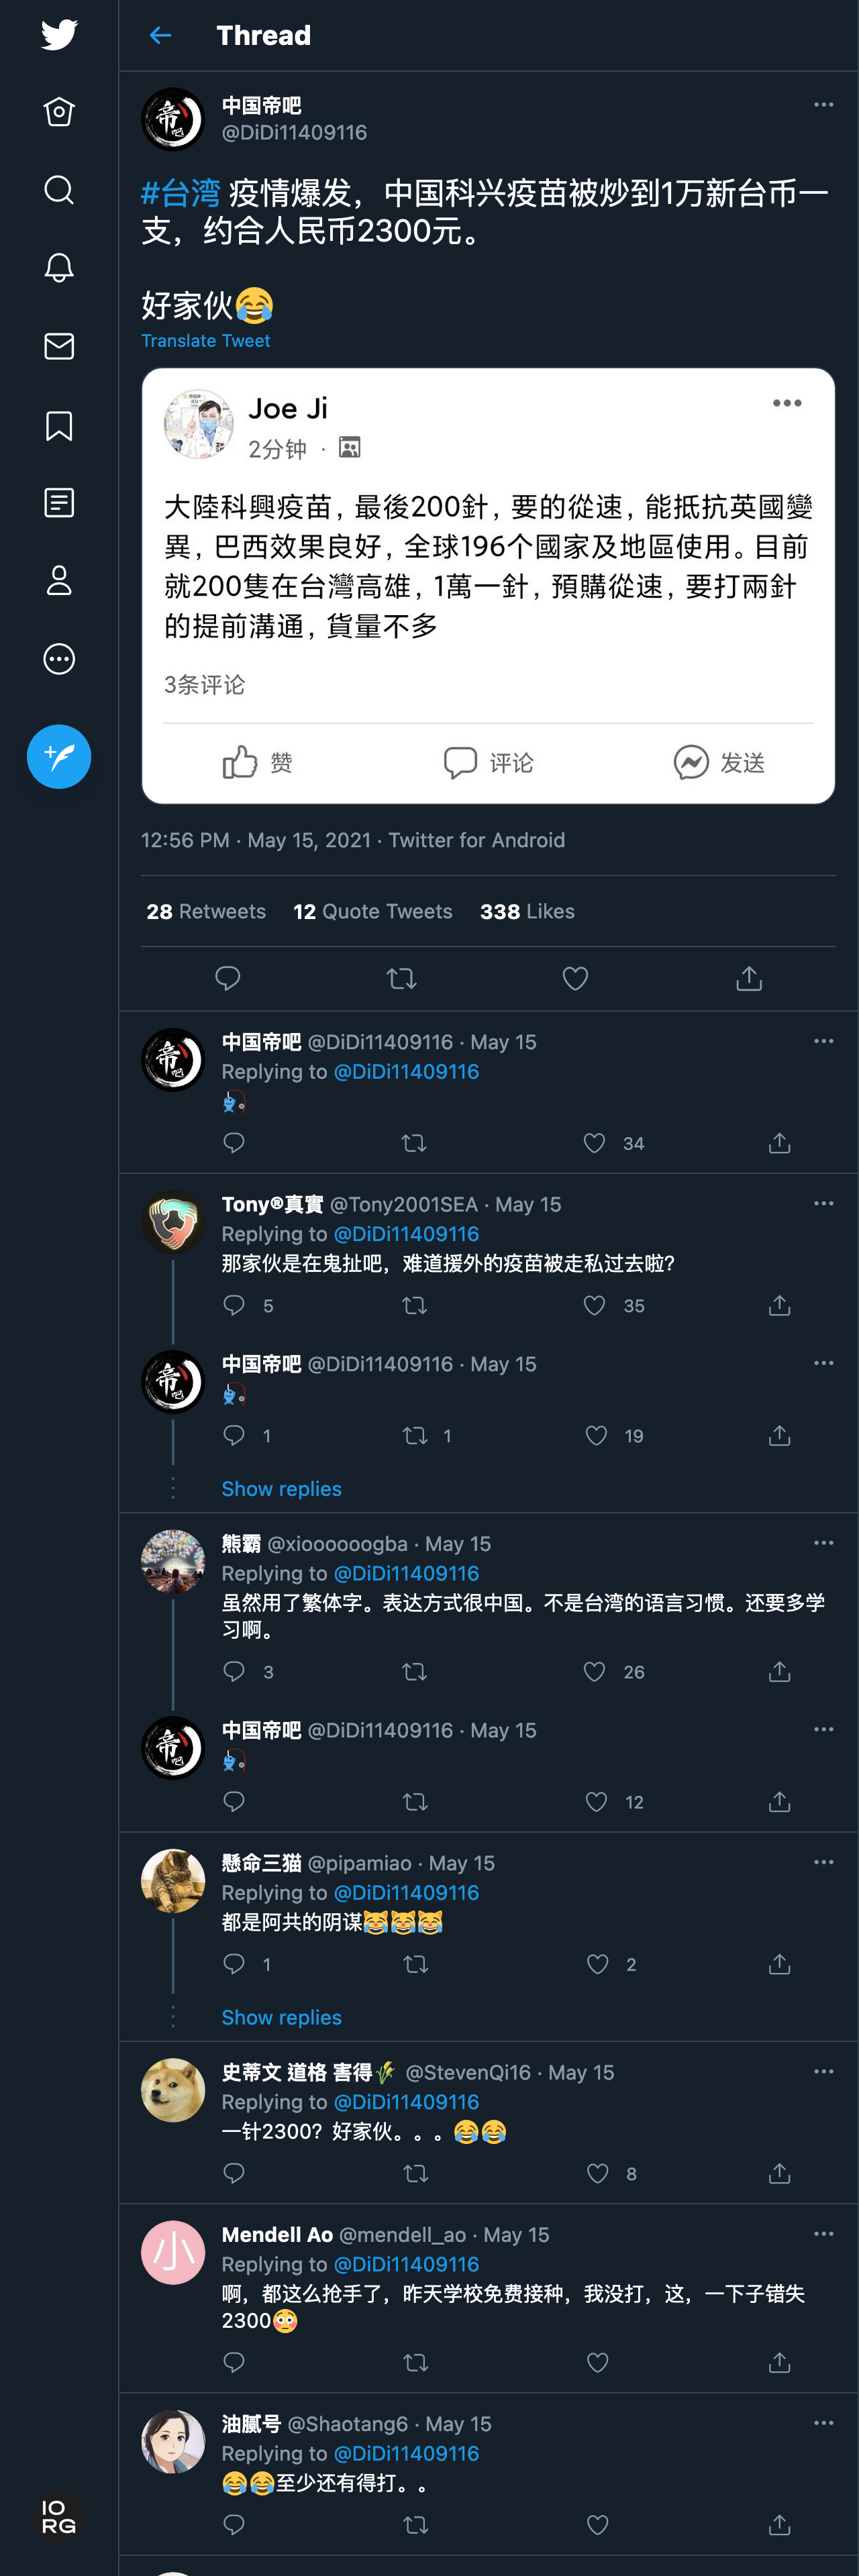 Thread
中国帝吧
@DiDi11409116
#台湾 疫情爆发，中国科兴疫苗被炒到1万新台币一
支，约合人民币2300元。
好家伙😂
Translate Tweet
Joe Ji
2分钟 ·
大陸科興疫苗，最後200針，要的從速，能抵抗英國變
異，巴西效果良好，全球196个國家及地區使用。目前
就200隻在台灣高雄，1萬一針，預購從速，要打兩針
的提前溝通，貨量不多
3条评论
赞 评论 发送
12:56 PM · May 15, 2021 · Twitter for Android
28 Retweets 12 Quote Tweets 338 Likes
中国帝吧 @DiDi11409116 · May 15
Replying to @DiDi11409116
🎣
34
Tony®真實 @Tony2001SEA · May 15
Replying to @DiDi11409116
那家伙是在鬼扯吧，难道援外的疫苗被走私过去啦?
5 35
中国帝吧 @DiDi11409116 · May 15
🎣
1 1 19
Show replies
熊霸 @xioooooogba · May 15
Replying to @DiDi11409116
虽然用了繁体字。表达方式很中国。不是台湾的语言习惯。还要多学
习啊。
3 26
中国帝吧 @DiDi11409116 · May 15
🎣
12
懸命三猫 @pipamiao · May 15
Replying to @DiDi11409116
都是阿共的阴谋😹😹😹
1 2
Show replies
史蒂文 道格 害得🌾 @StevenQi16 · May 15
Replying to @DiDi11409116
一针2300？好家伙。。。😂😂
8
小
Mendell Ao @mendell_ao · May 15
Replying to @DiDi11409116
啊，都这么抢手了，昨天学校免费接种，我没打，这，一下子错失
2300😳
油腻号 @Shaotang6 · May 15
Replying to @DiDi11409116
😂😂至少还有得打。。
IO
RG